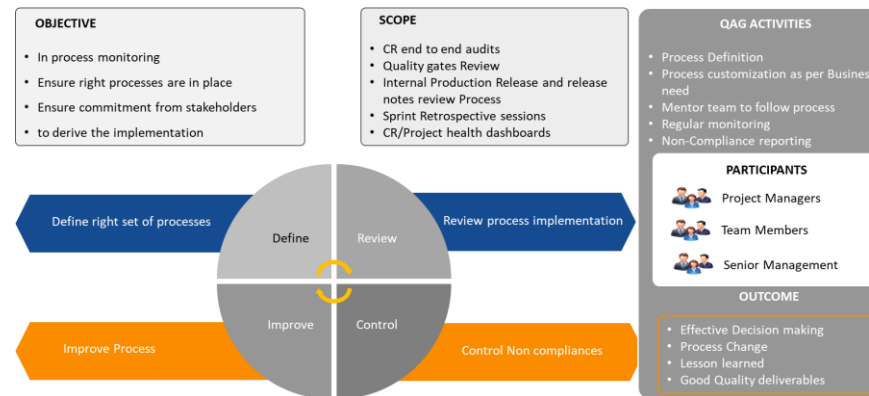 OBJECTIVE
• In process monitoring
• Ensure right processes are in place
• Ensure commitment from stakeholders
• to derive the implementation
SCOPE
• CR end to end audits
• Quality gates Review
• Internal Production Release and release
notes review Process
• Sprint Retrospective sessions
• CR/Project health dashboards
QAG ACTIVITIES
• Process Definition
• Process customization as per Business
need
• Mentor team to follow process
• Regular monitoring
• Non-Compliance reporting
PARTICIPANTS
Project Managers
Team Members
Senior Management
OUTCOME
• Effective Decision making
• Process Change
• Lesson learned
• Good Quality deliverables
Define right set of processes
Define
Review
Review process implementation
Improve Process
Improve
Control
Control Non compliances